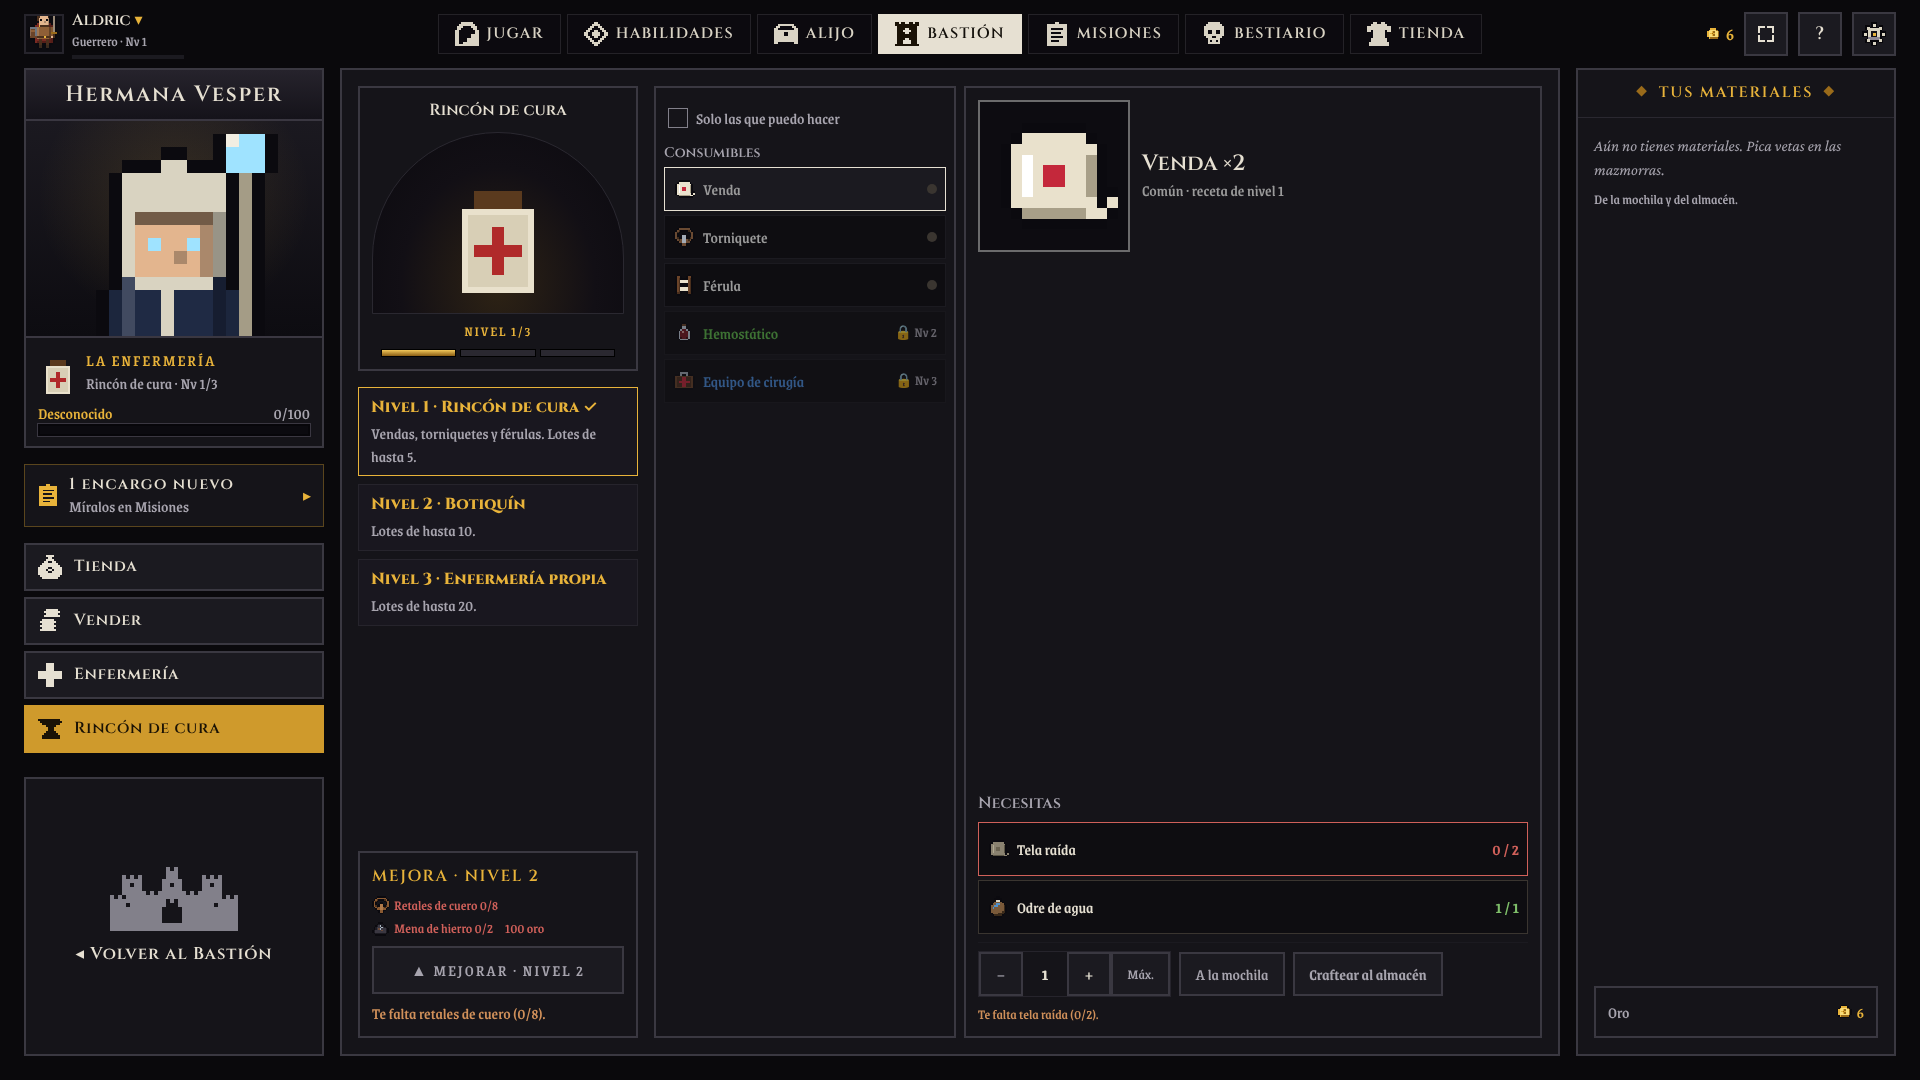 Aldric ▼
Guerrero · Nv 1
JUGAR
HABILIDADES
ALIJO
BASTIÓN
MISIONES
BESTIARIO
TIENDA
6
?
Hermana Vesper
LA ENFERMERÍA
Rincón de cura · Nv 1/3
Desconocido 0/100
1 encargo nuevo
Míralos en Misiones
Tienda
Vender
Enfermería
Rincón de cura
◂ Volver al Bastión
Rincón de cura
NIVEL 1/3
Nivel 1 · Rincón de cura ✓
Vendas, torniquetes y férulas. Lotes de
hasta 5.
Nivel 2 · Botiquín
Lotes de hasta 10.
Nivel 3 · Enfermería propia
Lotes de hasta 20.
MEJORA · NIVEL 2
Retales de cuero 0/8
Mena de hierro 0/2 100 oro
▲ MEJORAR · NIVEL 2
Te falta retales de cuero (0/8).
Solo las que puedo hacer
Consumibles
Venda
Torniquete
Férula
Hemostático Nv 2
Equipo de cirugía Nv 3
Venda ×2
Común · receta de nivel 1
Necesitas
Tela raída 0 / 2
Odre de agua 1 / 1
− 1 + Máx. A la mochila Craftear al almacén
Te falta tela raída (0/2).
◆ TUS MATERIALES ◆
Aún no tienes materiales. Pica vetas en las
mazmorras.
De la mochila y del almacén.
Oro 6